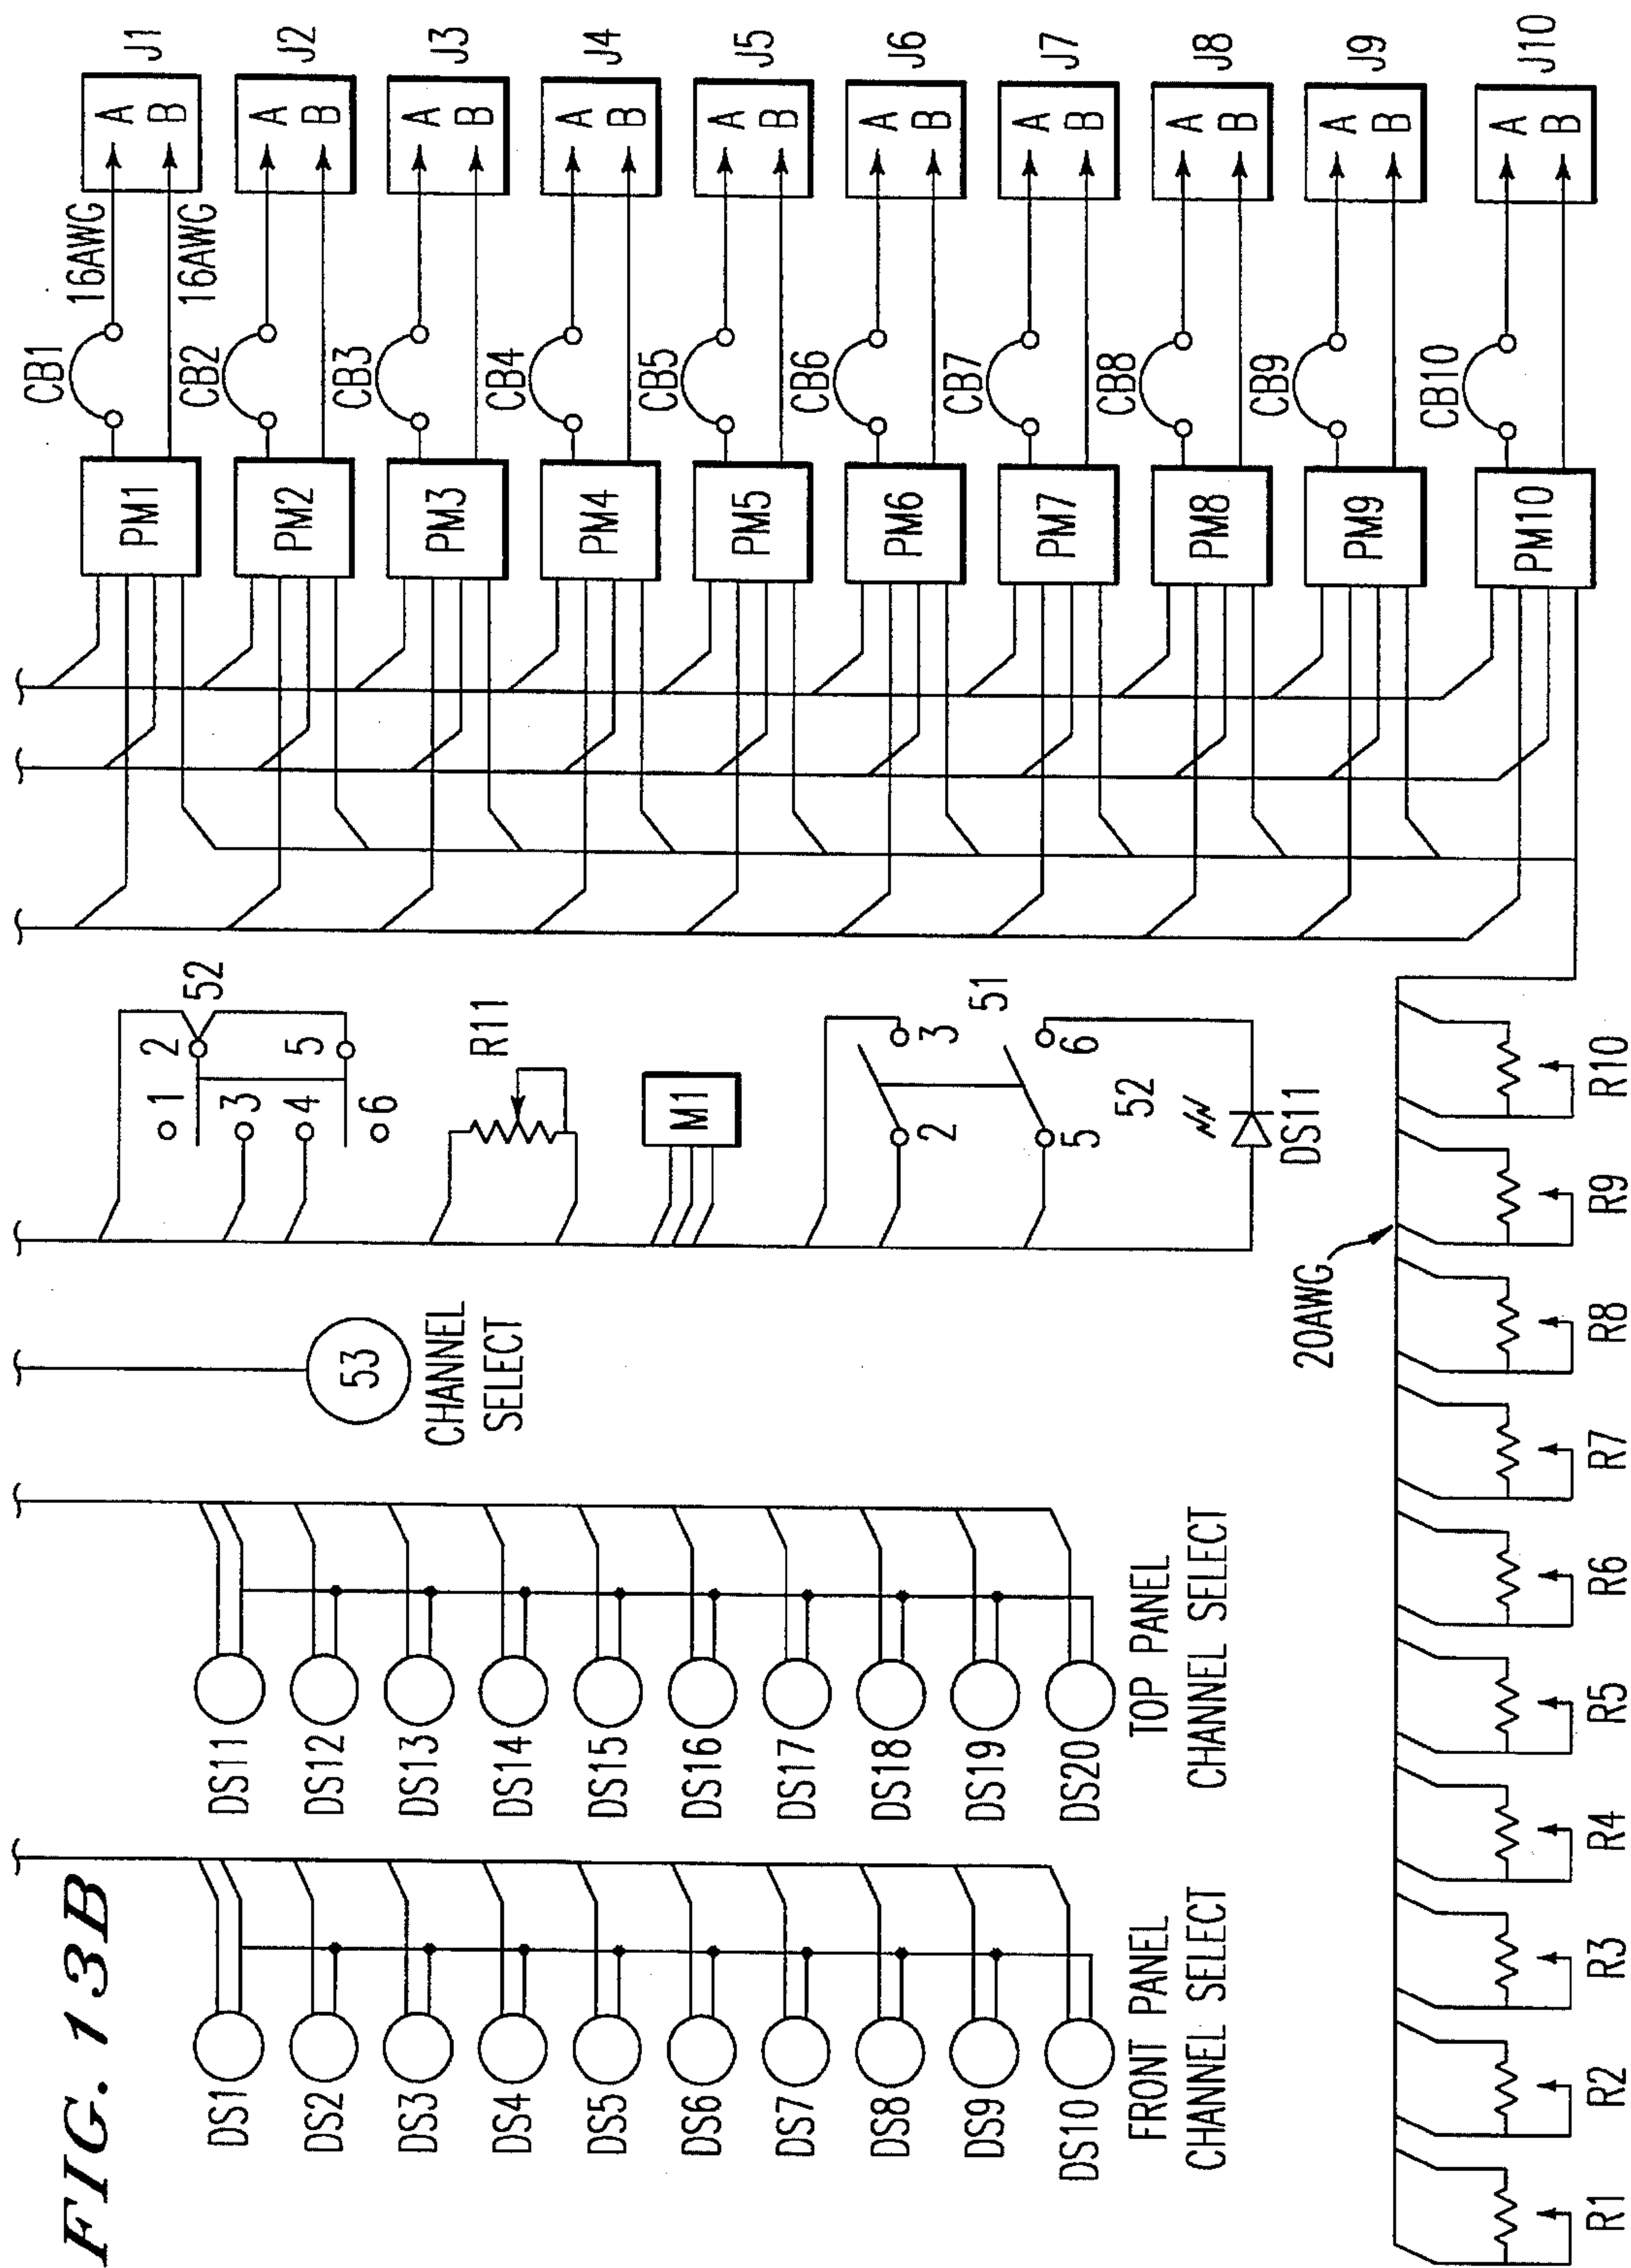 FIG. 13B
DS1
DS2
DS3
DS4
DS5
DS6
DS7
DS8
DS9
DS10
FRONT PANEL
CHANNEL SELECT
DS11
DS12
DS13
DS14
DS15
DS16
DS17
DS18
DS19
DS20
TOP PANEL
CHANNEL SELECT
53
CHANNEL
SELECT
1
2
52
3
4
5
6
R11
M1
2
3
51
5
6
52
DS11
PM1
CB1
16AWG
16AWG
A
B
J1
PM2
CB2
A
B
J2
PM3
CB3
A
B
J3
PM4
CB4
A
B
J4
PM5
CB5
A
B
J5
PM6
CB6
A
B
J6
PM7
CB7
A
B
J7
PM8
CB8
A
B
J8
PM9
CB9
A
B
J9
PM10
CB10
A
B
J10
20AWG
R1
R2
R3
R4
R5
R6
R7
R8
R9
R10